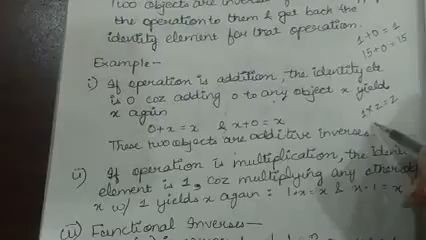 Two objects are inverses
the operation to them & get back the
identity element for that operation.
1+0 = 1
15+0 = 15
Example —
i) If operation is addition, the identity ele
is 0 coz adding 0 to any object x yield
x again
0+x = x & x+0 = x
1×2 = 2
These two objects are additive inverses.
ii) If operation is multiplication, the identi
element is 1, coz multiplying any other obj
x w/ 1 yields x again : 1·x = x & x·1 = x
(iii) Functional Inverses —